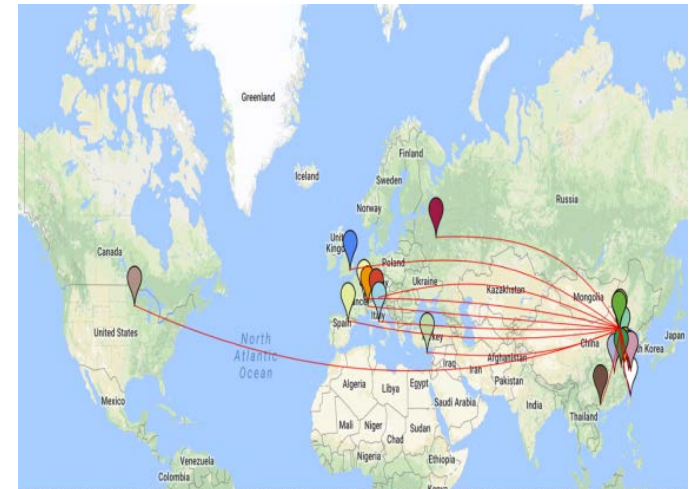 Greenland
Finland
Iceland
Sweden
Russia
Norway
Canada
Poland
Ukraine
Kazakhstan
Mongolia
Spain
Italy
United States
North
Atlantic
Ocean
China
Japan
Iraq
Iran
Afghanistan
Pakistan
Algeria
Libya
Egypt
Saudi Arabia
India
Mexico
Thailand
Mali
Niger
Chad
Sudan
Nigeria
Ethiopia
Venezuela
Colombia